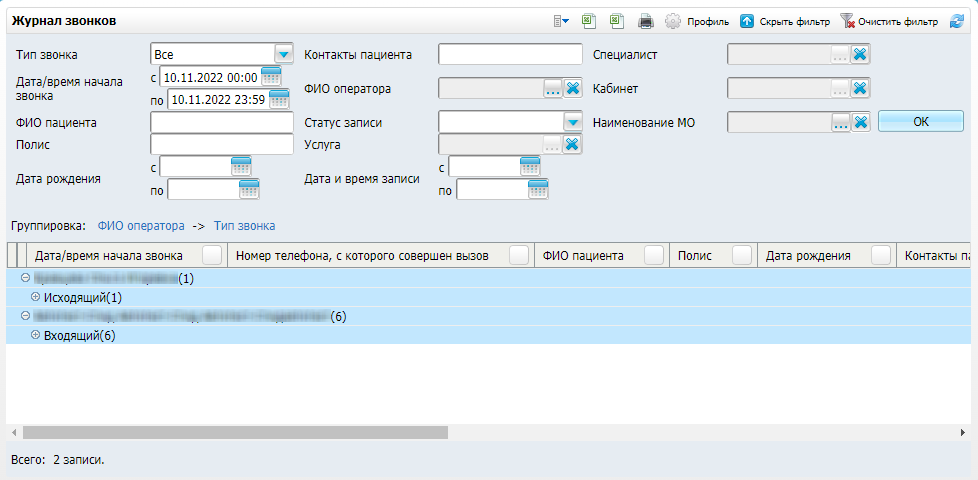 Журнал звонков
Профиль
Скрыть фильтр
Очистить фильтр
Тип звонка
Все
Контакты пациента
Специалист
Дата/время начала звонка
с 10.11.2022 00:00
по 10.11.2022 23:59
ФИО оператора
Кабинет
ФИО пациента
Статус записи
Наименование МО
ОК
Полис
Услуга
Дата рождения
с
по
Дата и время записи
с
по
Группировка: ФИО оператора -> Тип звонка
Дата/время начала звонка
Номер телефона, с которого совершен вызов
ФИО пациента
Полис
Дата рождения
Контакты па
(1)
Исходящий(1)
(6)
Входящий(6)
Всего: 2 записи.